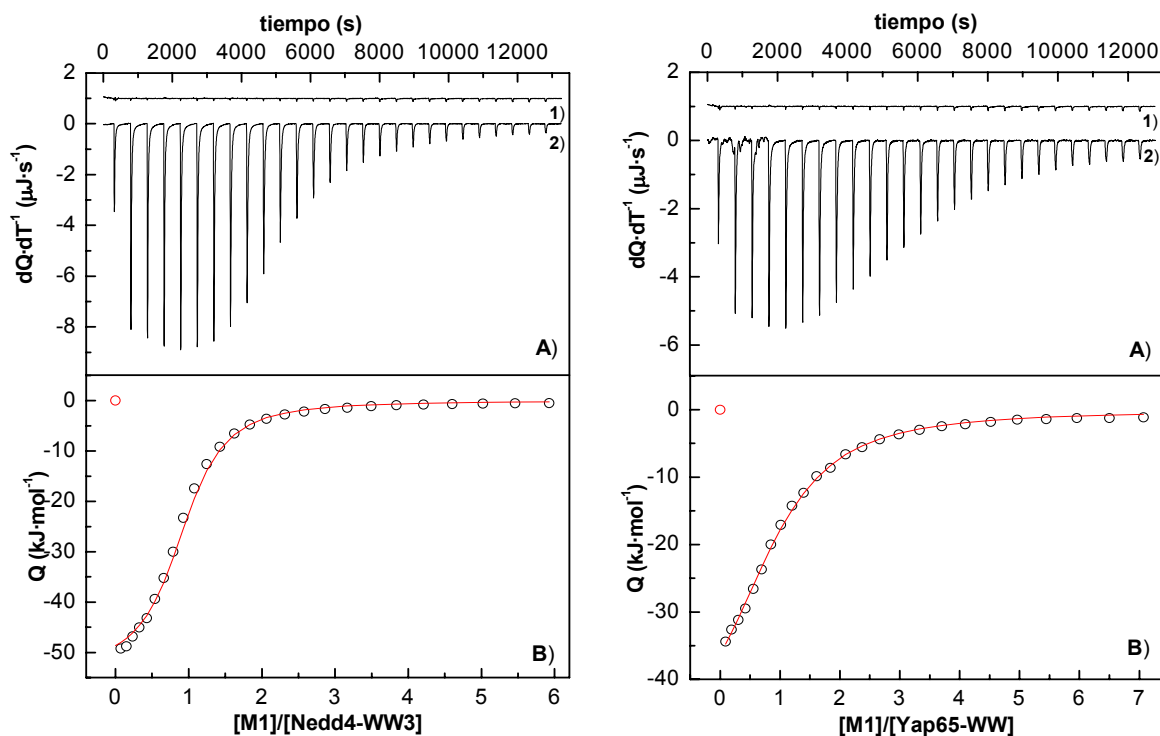 tiempo (s)
0 2000 4000 6000 8000 10000 12000
2
0
-2
-4
-6
-8
dQ·dT⁻¹ (µJ·s⁻¹)
1)
2)
A)
0
-10
-20
-30
-40
-50
Q (kJ·mol⁻¹)
B)
0 1 2 3 4 5 6
[M1]/[Nedd4-WW3]
tiempo (s)
0 2000 4000 6000 8000 10000 12000
2
0
-2
-4
-6
dQ·dT⁻¹ (µJ·s⁻¹)
1)
2)
A)
0
-10
-20
-30
-40
Q (kJ·mol⁻¹)
B)
0 1 2 3 4 5 6 7
[M1]/[Yap65-WW]